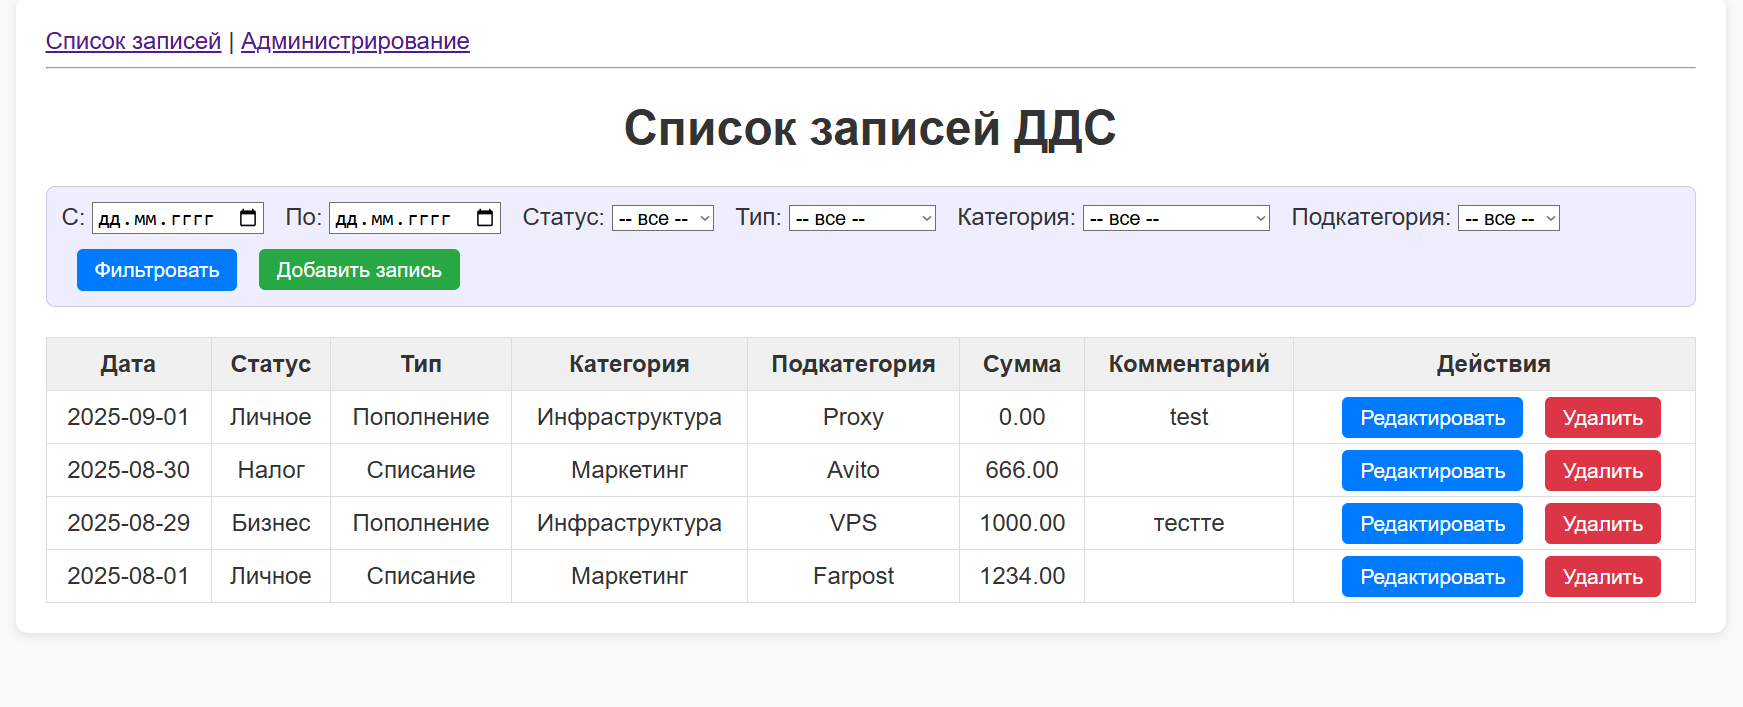 Список записей | Администрирование
Список записей ДДС
С: дд.мм.гггг По: дд.мм.гггг Статус: -- все -- Тип: -- все -- Категория: -- все -- Подкатегория: -- все --
Фильтровать Добавить запись
Дата Статус Тип Категория Подкатегория Сумма Комментарий Действия
2025-09-01 Личное Пополнение Инфраструктура Proxy 0.00 test Редактировать Удалить
2025-08-30 Налог Списание Маркетинг Avito 666.00 Редактировать Удалить
2025-08-29 Бизнес Пополнение Инфраструктура VPS 1000.00 тестте Редактировать Удалить
2025-08-01 Личное Списание Маркетинг Farpost 1234.00 Редактировать Удалить